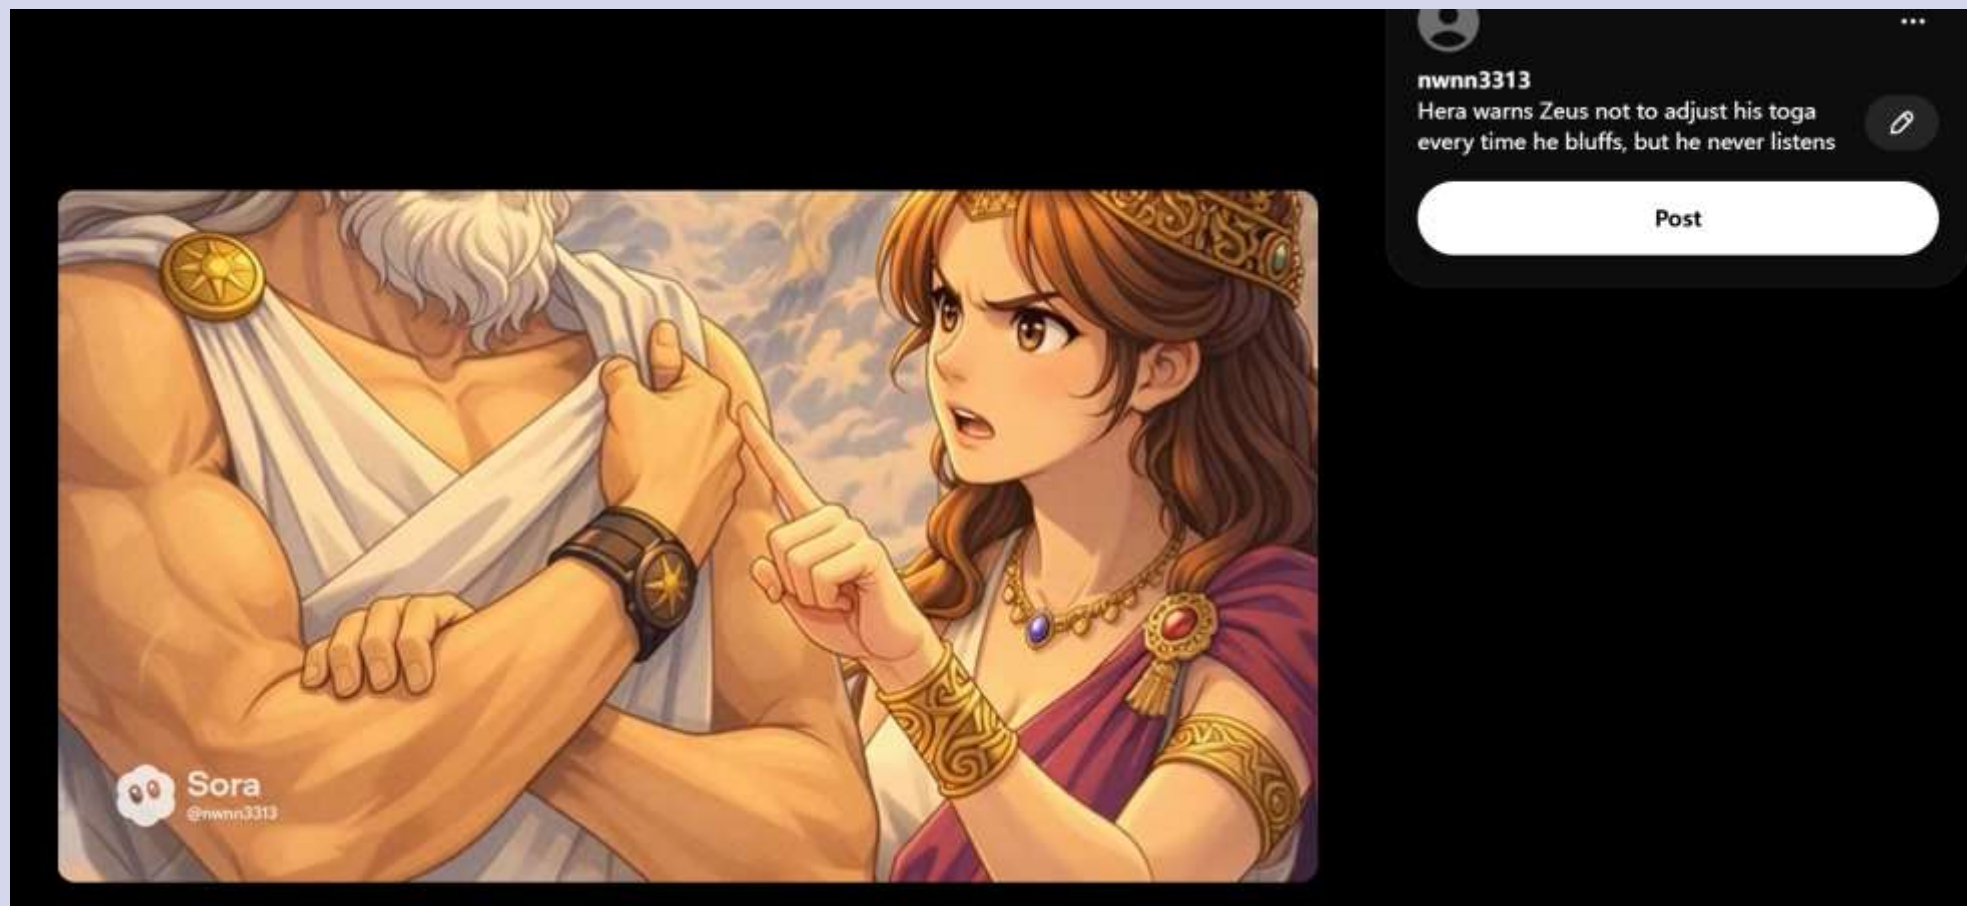 nwnn3313
Hera warns Zeus not to adjust his toga
every time he bluffs, but he never listens
Post
Sora
@nwnn3313